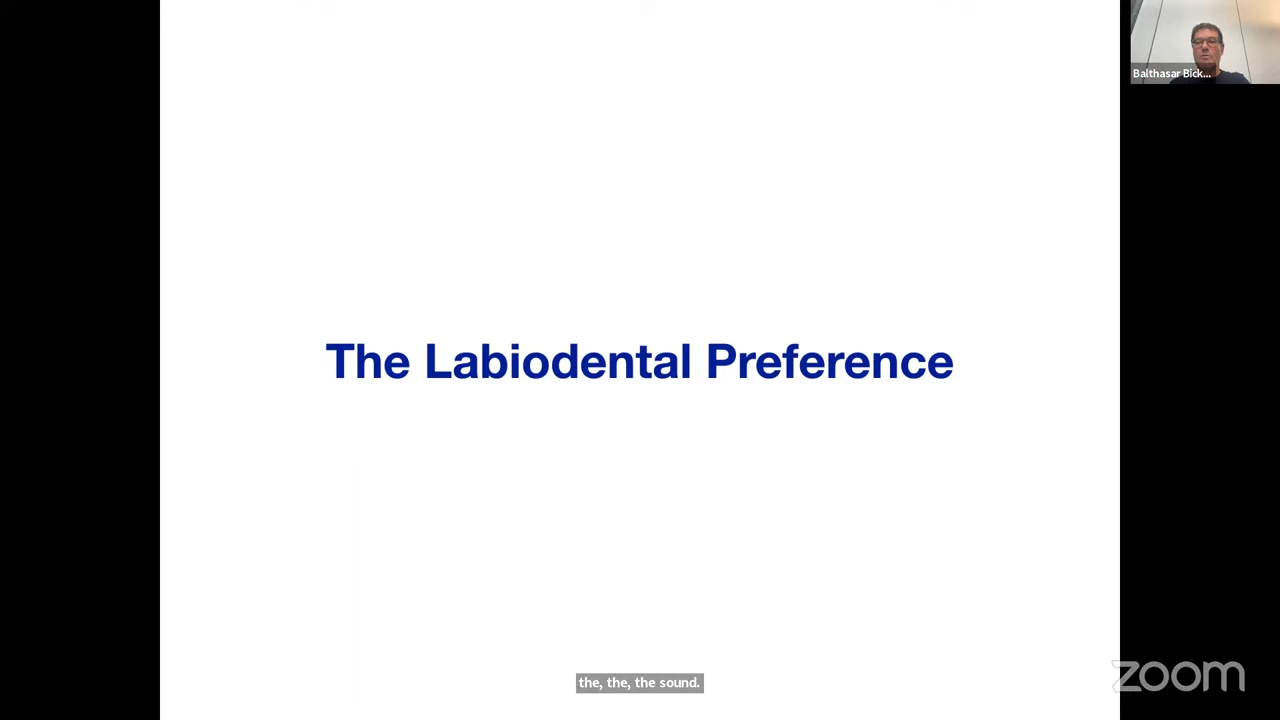 Balthasar Bick...
The Labiodental Preference
the, the, the sound.
zoom